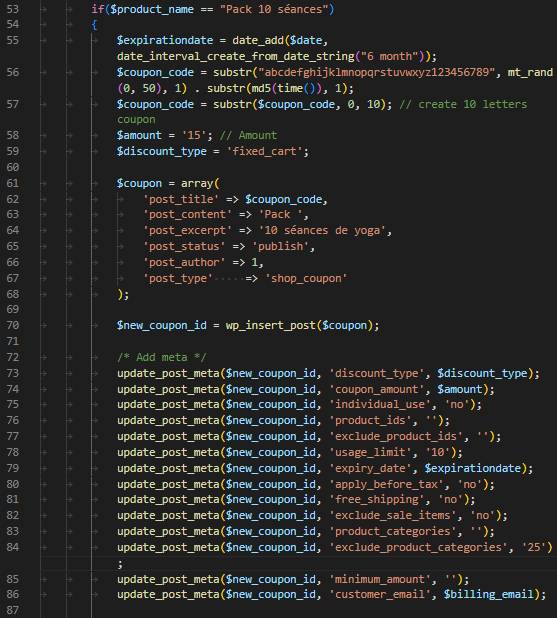 53 if($product_name == "Pack 10 séances")
54 {
55 $expirationdate = date_add($date,
date_interval_create_from_date_string("6 month"));
56 $coupon_code = substr("abcdefghijklmnopqrstuvwxyz123456789", mt_rand
(0, 50), 1) . substr(md5(time()), 1);
57 $coupon_code = substr($coupon_code, 0, 10); // create 10 letters
coupon
58 $amount = '15'; // Amount
59 $discount_type = 'fixed_cart';
60
61 $coupon = array(
62 'post_title' => $coupon_code,
63 'post_content' => 'Pack ',
64 'post_excerpt' => '10 séances de yoga',
65 'post_status' => 'publish',
66 'post_author' => 1,
67 'post_type'·····=> 'shop_coupon'
68 );
69
70 $new_coupon_id = wp_insert_post($coupon);
71
72 /* Add meta */
73 update_post_meta($new_coupon_id, 'discount_type', $discount_type);
74 update_post_meta($new_coupon_id, 'coupon_amount', $amount);
75 update_post_meta($new_coupon_id, 'individual_use', 'no');
76 update_post_meta($new_coupon_id, 'product_ids', '');
77 update_post_meta($new_coupon_id, 'exclude_product_ids', '');
78 update_post_meta($new_coupon_id, 'usage_limit', '10');
79 update_post_meta($new_coupon_id, 'expiry_date', $expirationdate);
80 update_post_meta($new_coupon_id, 'apply_before_tax', 'no');
81 update_post_meta($new_coupon_id, 'free_shipping', 'no');
82 update_post_meta($new_coupon_id, 'exclude_sale_items', 'no');
83 update_post_meta($new_coupon_id, 'product_categories', '');
84 update_post_meta($new_coupon_id, 'exclude_product_categories', '25')
;
85 update_post_meta($new_coupon_id, 'minimum_amount', '');
86 update_post_meta($new_coupon_id, 'customer_email', $billing_email);
87